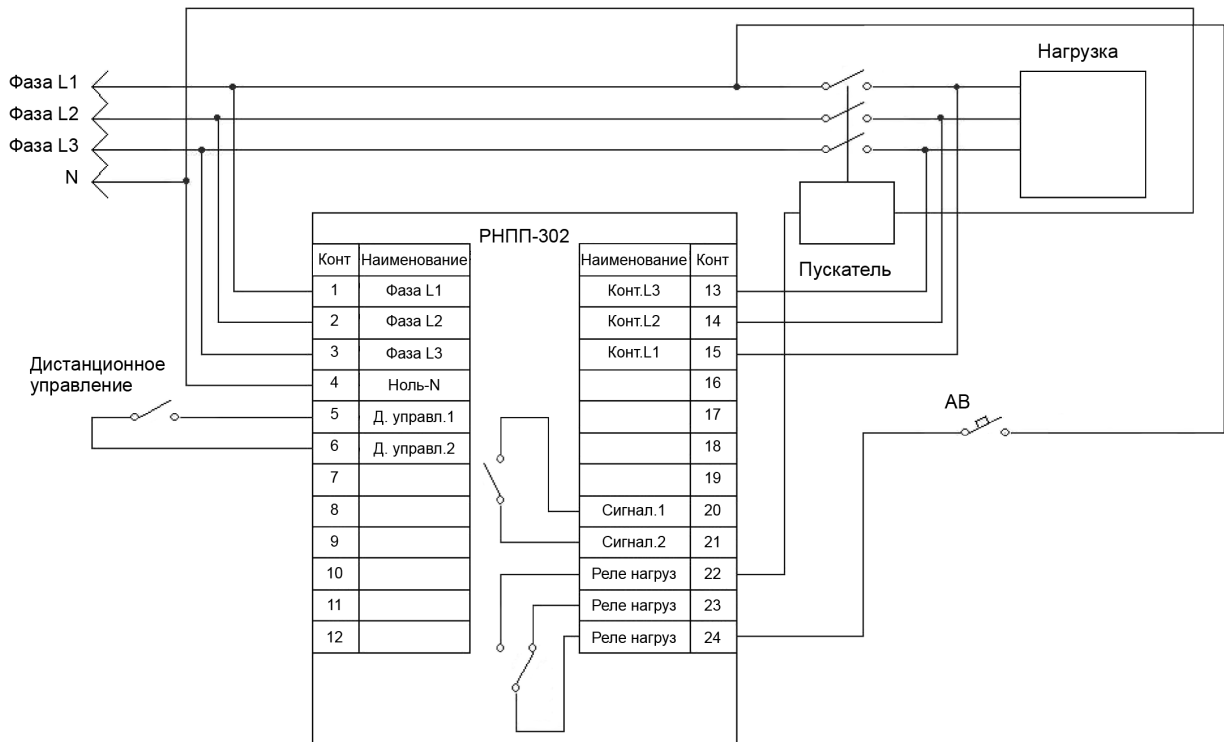 Фаза L1
Фаза L2
Фаза L3
N
Нагрузка
Пускатель
РНПП-302
Конт Наименование
1 Фаза L1
2 Фаза L2
3 Фаза L3
4 Ноль-N
5 Д. управл.1
6 Д. управл.2
7
8
9
10
11
12
Наименование Конт
Конт.L3 13
Конт.L2 14
Конт.L1 15
16
17
18
19
Сигнал.1 20
Сигнал.2 21
Реле нагруз 22
Реле нагруз 23
Реле нагруз 24
Дистанционное
управление
АВ